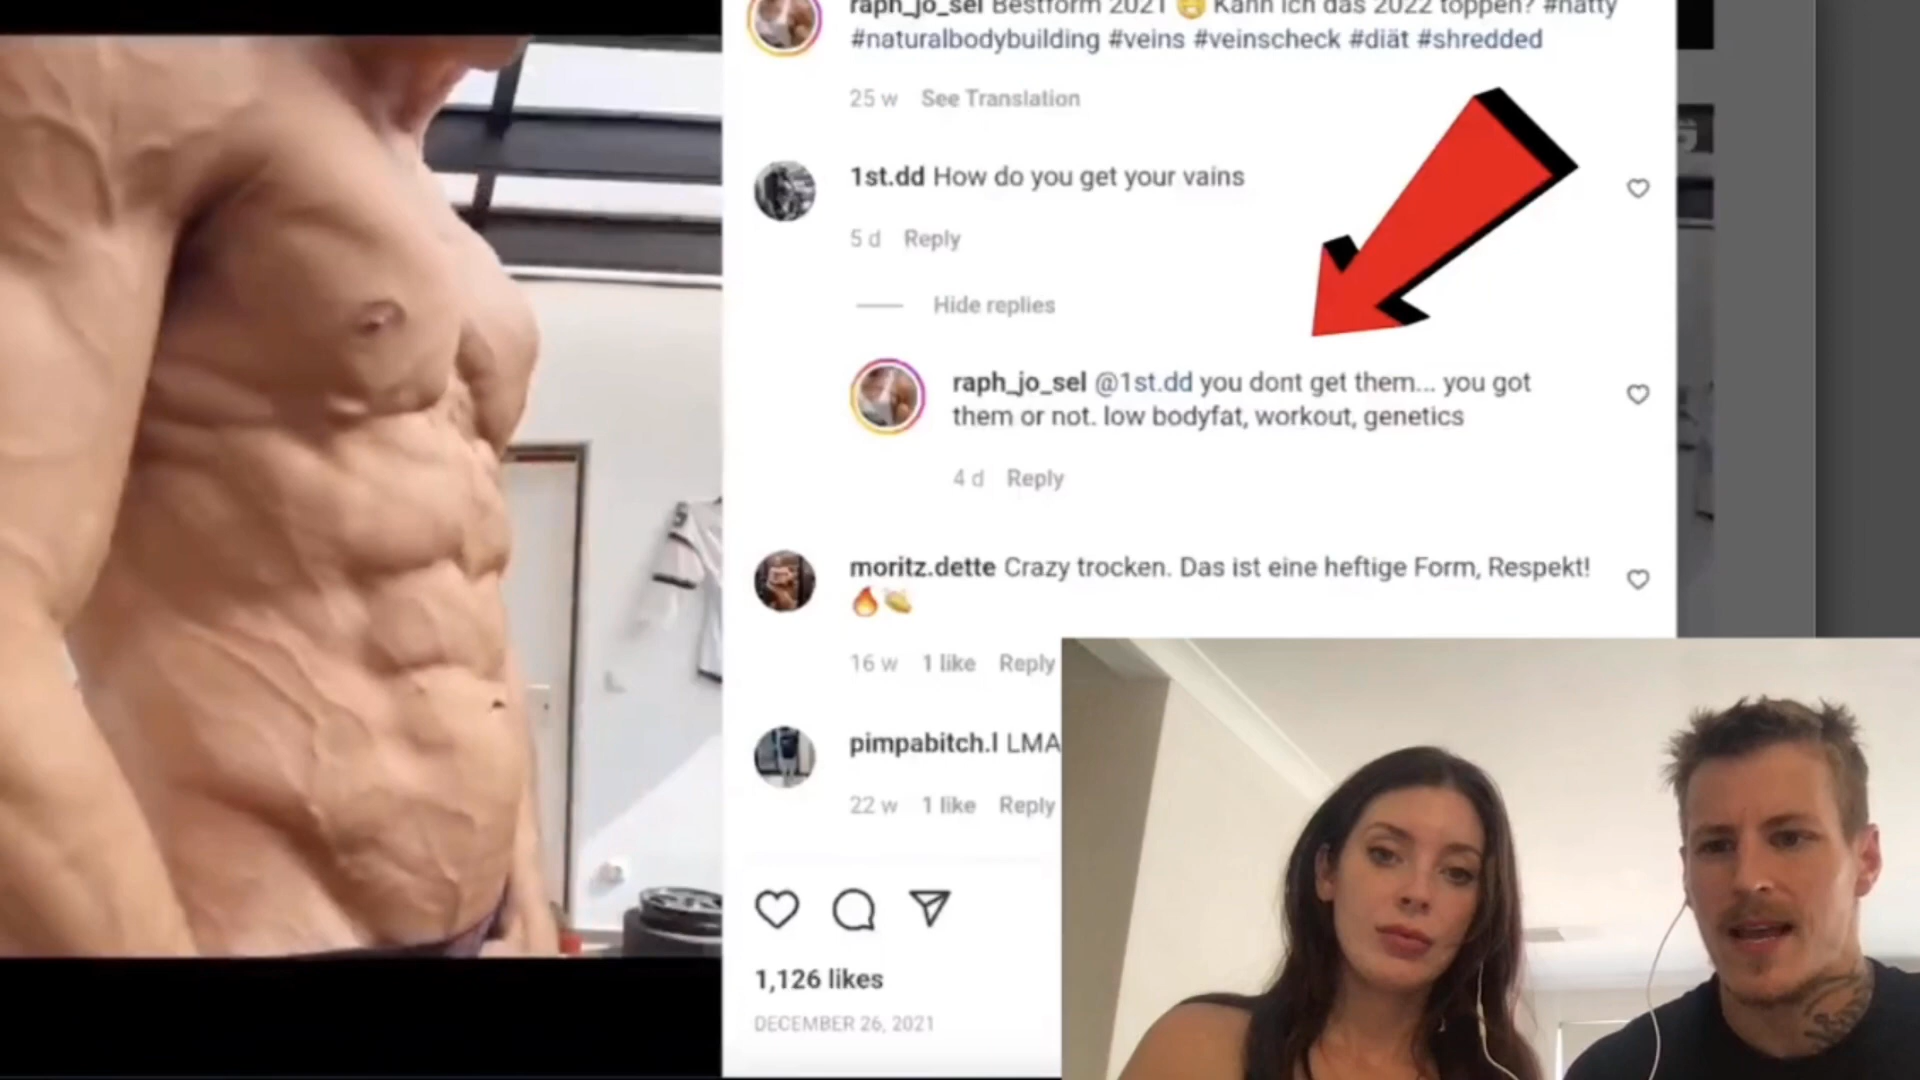 raph_jo_sel Bestform 2021 😁 Kann ich das 2022 toppen? #natty
#naturalbodybuilding #veins #veinscheck #diät #shredded
25 w See Translation
1st.dd How do you get your vains
5 d Reply
Hide replies
raph_jo_sel @1st.dd you dont get them... you got
them or not. low bodyfat, workout, genetics
4 d Reply
moritz.dette Crazy trocken. Das ist eine heftige Form, Respekt!
🔥🌽
16 w 1 like Reply
pimpabitch.l LMA
22 w 1 like Reply
1,126 likes
DECEMBER 26, 2021